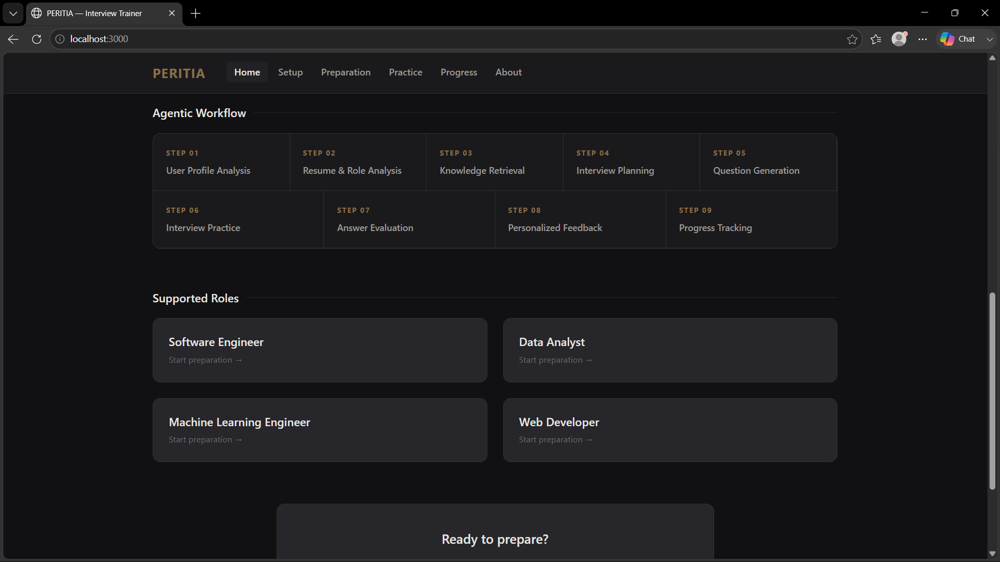 PERITIA — Interview Trainer
localhost:3000
Chat
PERITIA Home Setup Preparation Practice Progress About
Agentic Workflow
STEP 01 STEP 02 STEP 03 STEP 04 STEP 05
User Profile Analysis Resume & Role Analysis Knowledge Retrieval Interview Planning Question Generation
STEP 06 STEP 07 STEP 08 STEP 09
Interview Practice Answer Evaluation Personalized Feedback Progress Tracking
Supported Roles
Software Engineer
Start preparation →
Data Analyst
Start preparation →
Machine Learning Engineer
Start preparation →
Web Developer
Start preparation →
Ready to prepare?